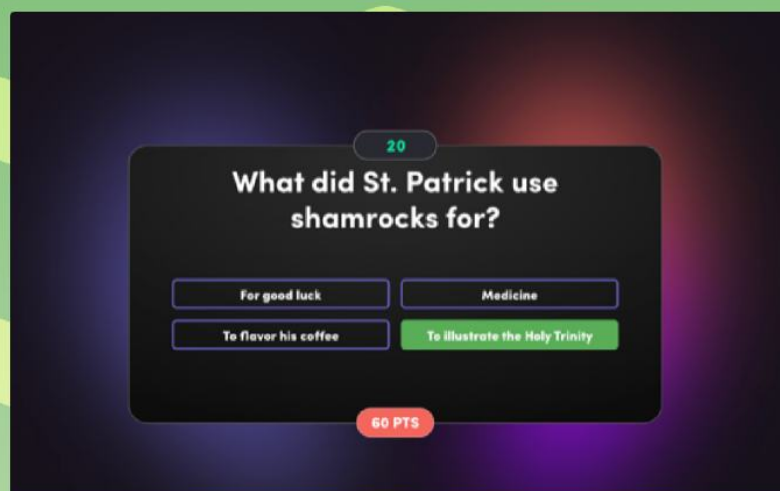 20
What did St. Patrick use
shamrocks for?
For good luck
Medicine
To flavor his coffee
To illustrate the Holy Trinity
60 PTS